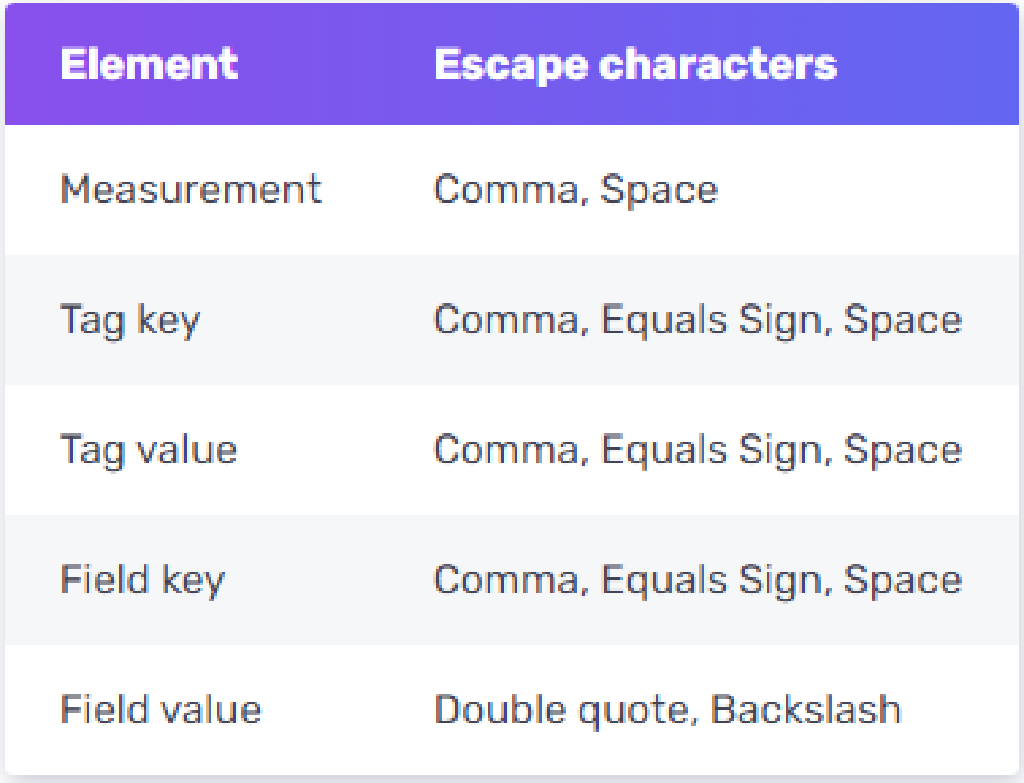 Element Escape characters
Measurement Comma, Space
Tag key Comma, Equals Sign, Space
Tag value Comma, Equals Sign, Space
Field key Comma, Equals Sign, Space
Field value Double quote, Backslash